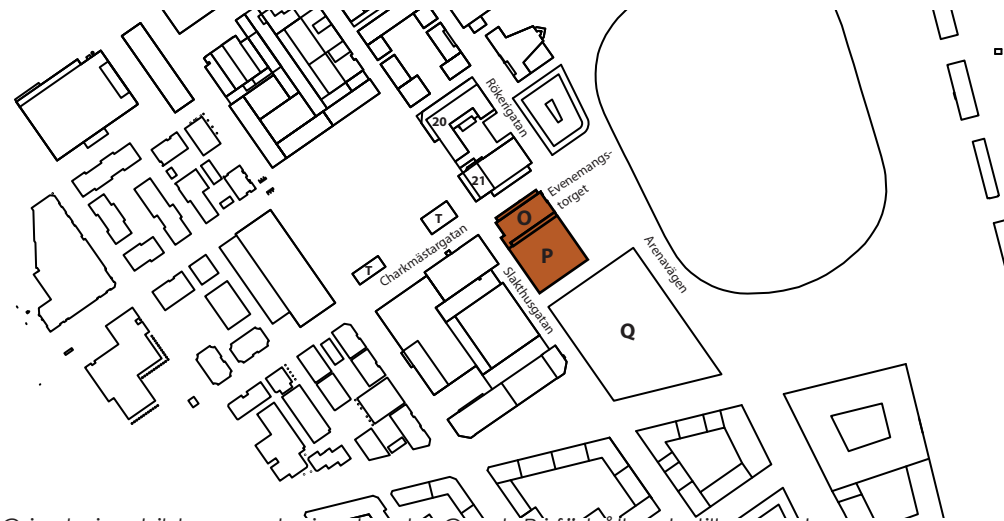 Rökerigatan
20
21
Evenemangs-
torget
O
T
Charkmästargatan
P
Arenavägen
T
Slakthusgatan
Q